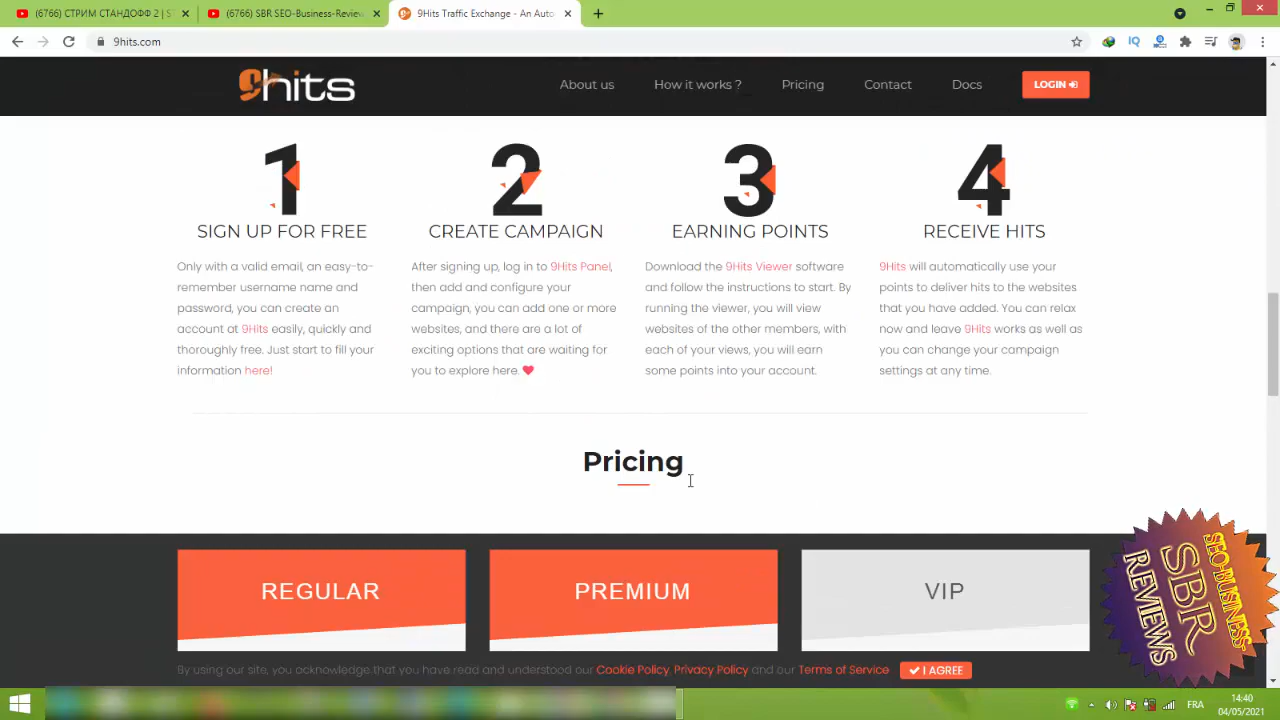 (6766) СТРИМ СТАНДОФФ 2 | S
(6766) SBR SEO-Business-Review
9Hits Traffic Exchange - An Auto
9hits.com
9hits
About us
How it works ?
Pricing
Contact
Docs
LOGIN
1
2
3
4
SIGN UP FOR FREE
CREATE CAMPAIGN
EARNING POINTS
RECEIVE HITS
Only with a valid email, an easy-to-
remember username name and
password, you can create an
account at 9Hits easily, quickly and
thoroughly free. Just start to fill your
information here!
After signing up, log in to 9Hits Panel,
then add and configure your
campaign, you can add one or more
websites, and there are a lot of
exciting options that are waiting for
you to explore here.
Download the 9Hits Viewer software
and follow the instructions to start. By
running the viewer, you will view
websites of the other members, with
each of your views, you will earn
some points into your account.
9Hits will automatically use your
points to deliver hits to the websites
that you have added. You can relax
now and leave 9Hits works as well as
you can change your campaign
settings at any time.
Pricing
REGULAR
PREMIUM
VIP
By using our site, you acknowledge that you have read and understood our Cookie Policy, Privacy Policy and our Terms of Service
I AGREE
SEO-BUSINESS
SBR
REVIEWS
FRA
14:40
04/05/2021